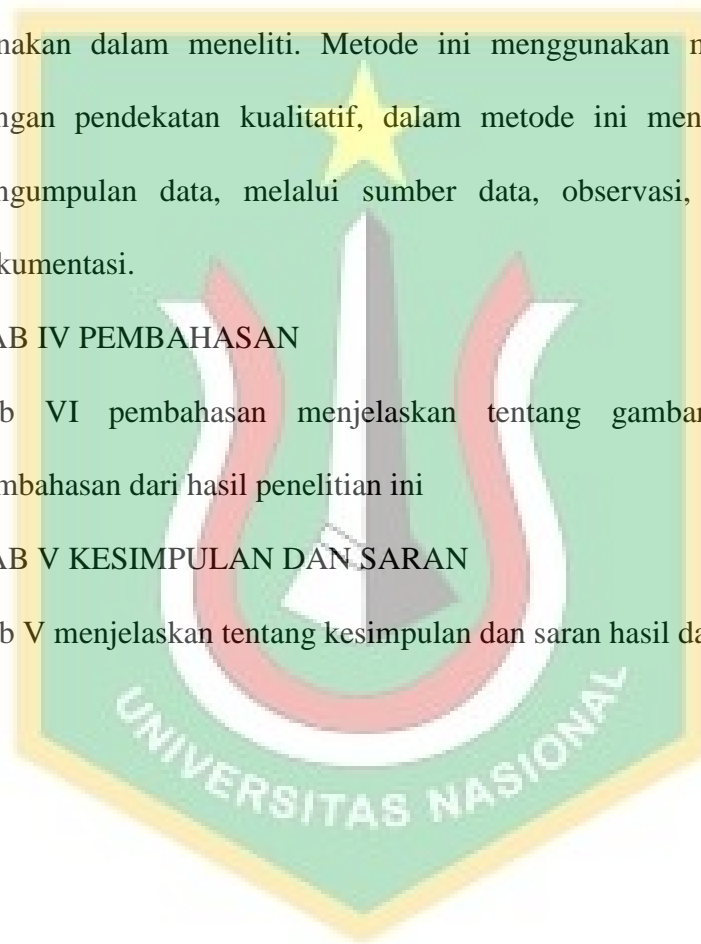 nakan dalam meneliti. Metode ini menggunakan m
ngan pendekatan kualitatif, dalam metode ini men
ngumpulan data, melalui sumber data, observasi,
kumentasi.
AB IV PEMBAHASAN
b VI pembahasan menjelaskan tentang gambar
mbahasan dari hasil penelitian ini
AB V KESIMPULAN DAN SARAN
b V menjelaskan tentang kesimpulan dan saran hasil da
UNIVERSITAS NASIONAL